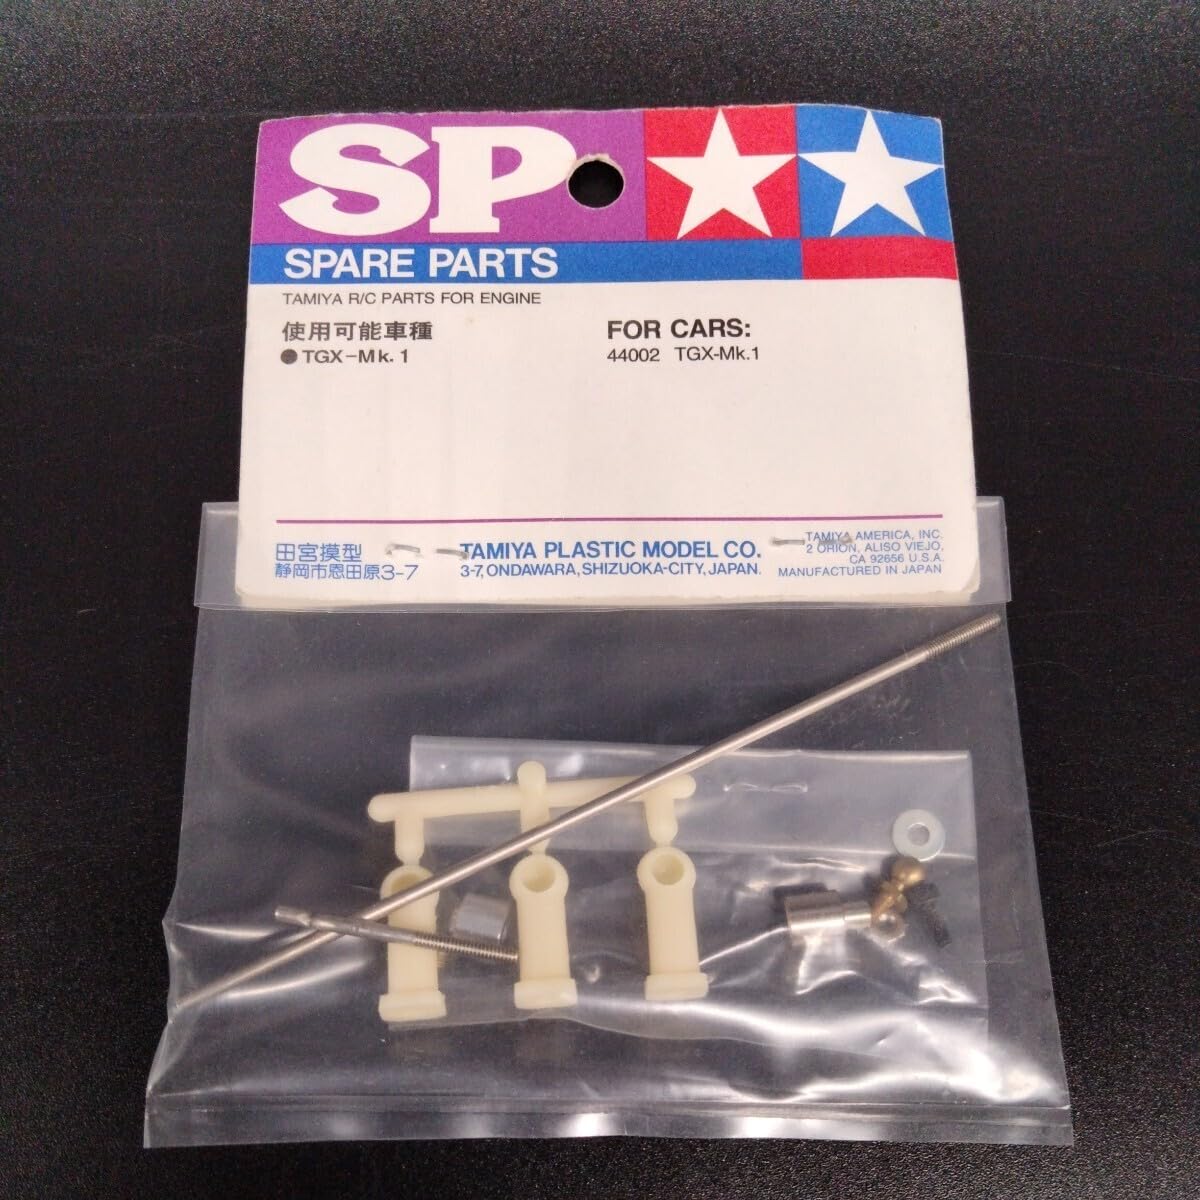 SP
SPARE PARTS
TAMIYA R/C PARTS FOR ENGINE
使用可能車種
●TGX-Mk.1
FOR CARS:
44002 TGX-Mk.1
田宮模型
静岡市恩田原3-7
TAMIYA PLASTIC MODEL CO.
3-7, ONDAWARA, SHIZUOKA-CITY, JAPAN.
TAMIYA AMERICA, INC.
2 ORION, ALISO VIEJO,
CA 92656 U.S.A.
MANUFACTURED IN JAPAN